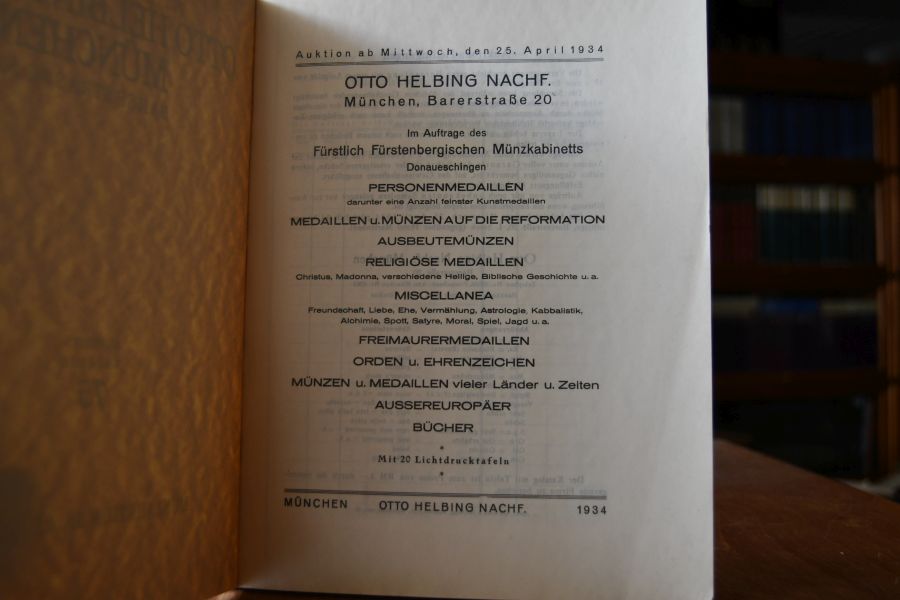 OTTO HEL
MÜNCHEN
Auktion ab Mittwoch, den 25. April 1934
OTTO HELBING NACHF.
München, Barerstraße 20
Im Auftrage des
Fürstlich Fürstenbergischen Münzkabinetts
Donaueschingen
PERSONENMEDAILLEN
darunter eine Anzahl feinster Kunstmedaillen
MEDAILLEN u. MÜNZEN AUF DIE REFORMATION
AUSBEUTEMÜNZEN
RELIGIÖSE MEDAILLEN
Christus, Madonna, verschiedene Heilige, Biblische Geschichte u. a.
MISCELLANEA
Freundschaft, Liebe, Ehe, Vermählung, Astrologie, Kabbalistik,
Alchimie, Spott, Satyre, Moral, Spiel, Jagd u. a.
FREIMAURERMEDAILLEN
ORDEN u. EHRENZEICHEN
MÜNZEN u. MEDAILLEN vieler Länder u. Zeiten
AUSSEREUROPÄER
BÜCHER
*
Mit 20 Lichtdrucktafeln
*
MÜNCHEN OTTO HELBING NACHF. 1934